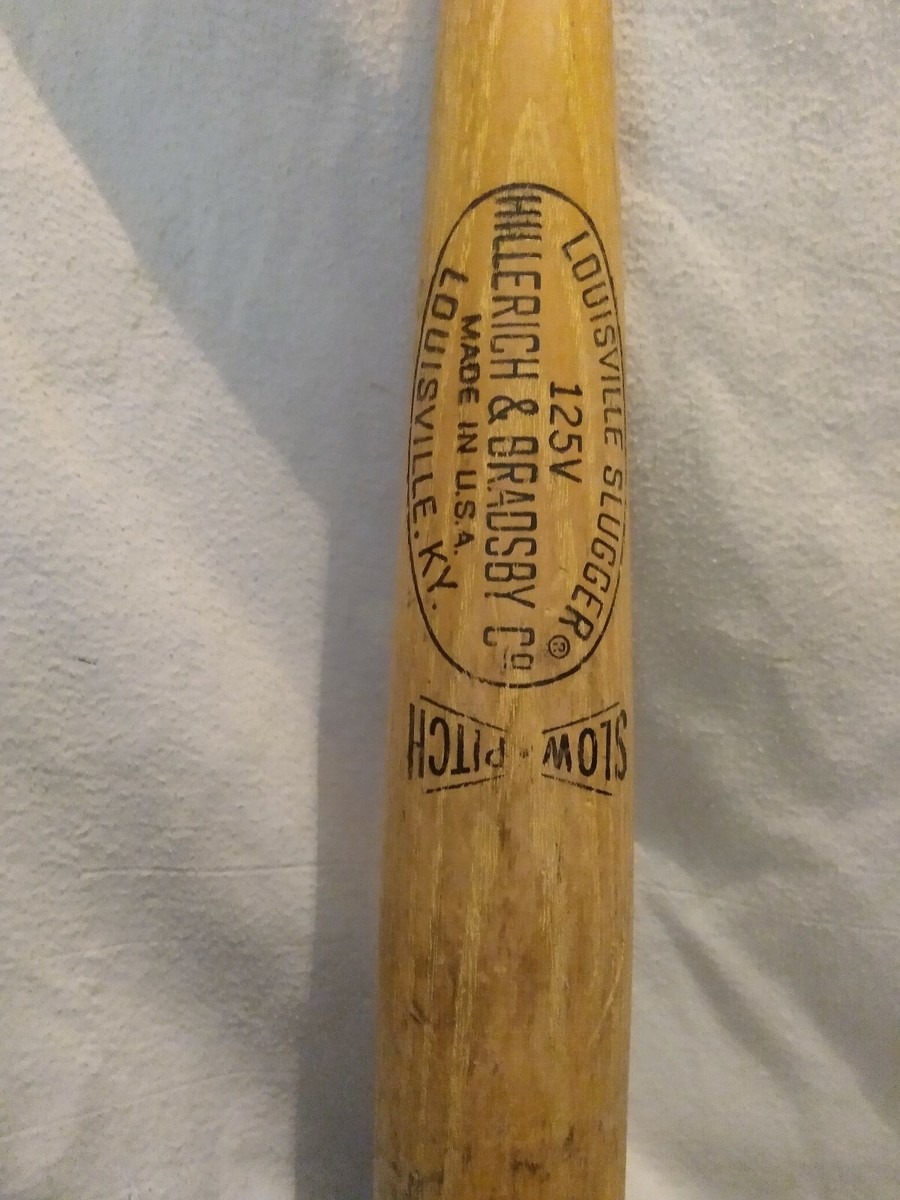 LOUISVILLE SLUGGER®
125V
HILLERICH & BRADSBY Cº
MADE IN U.S.A.
LOUISVILLE. KY.
SLOW-PITCH